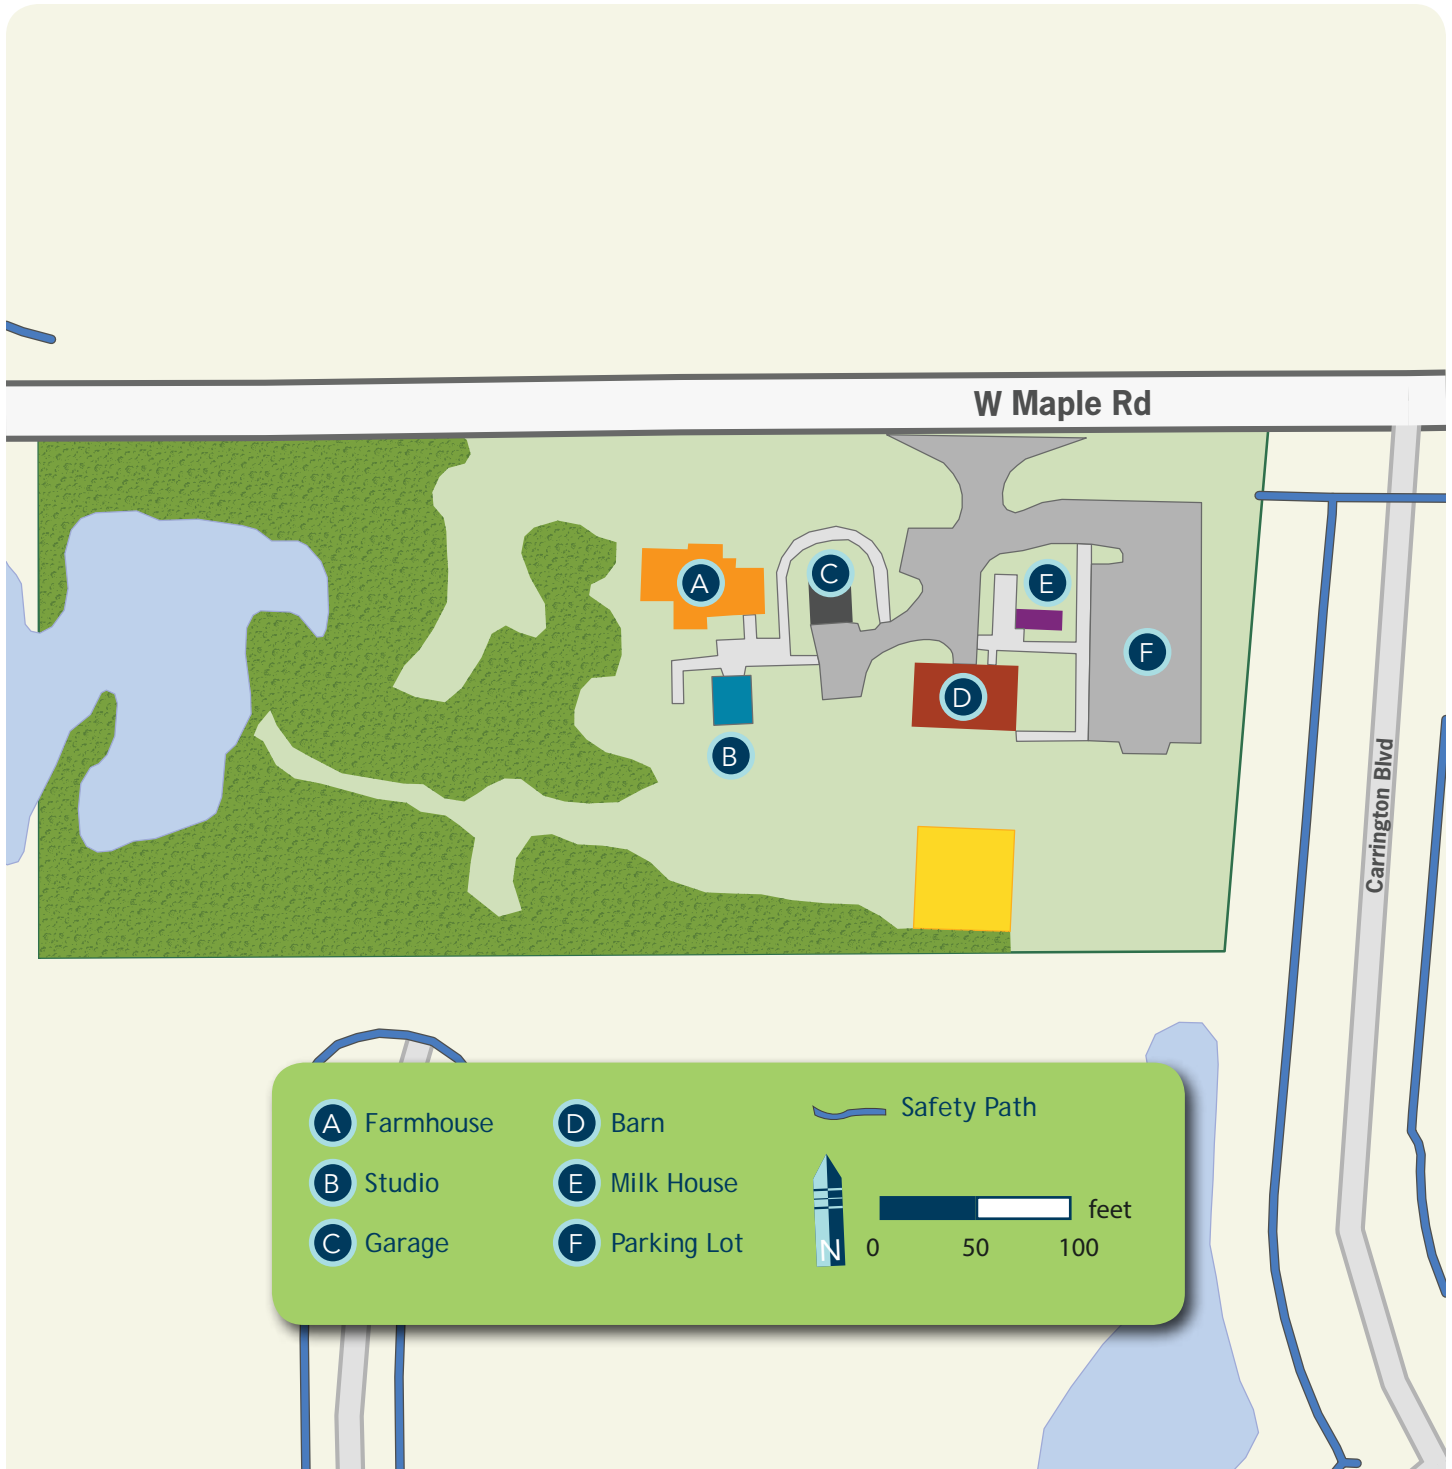 W Maple Rd
C
A
E
F
D
B
Carrington Blvd
A Farmhouse
B Studio
C Garage
D Barn
E Milk House
F Parking Lot
Safety Path
N
feet
0 50 100